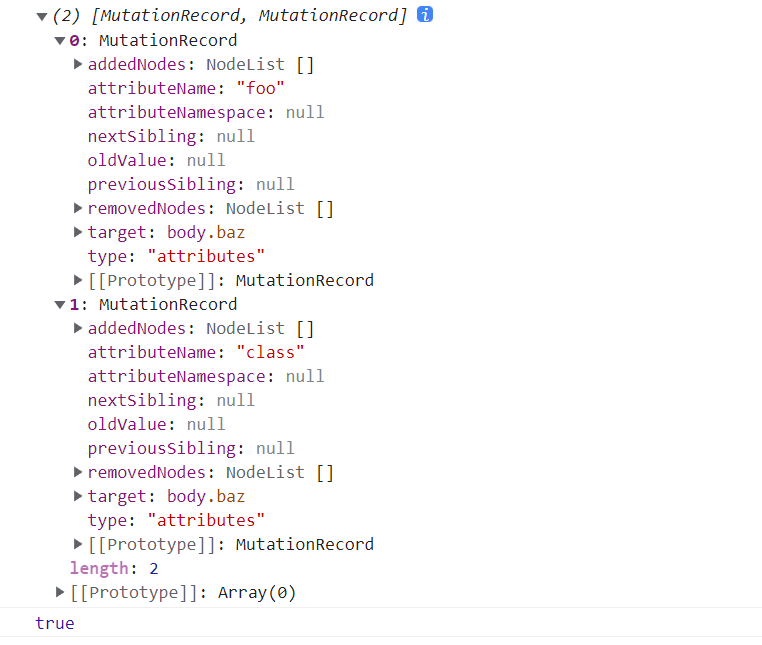 (2) [MutationRecord, MutationRecord] i
0: MutationRecord
addedNodes: NodeList []
attributeName: "foo"
attributeNamespace: null
nextSibling: null
oldValue: null
previousSibling: null
removedNodes: NodeList []
target: body.baz
type: "attributes"
[[Prototype]]: MutationRecord
1: MutationRecord
addedNodes: NodeList []
attributeName: "class"
attributeNamespace: null
nextSibling: null
oldValue: null
previousSibling: null
removedNodes: NodeList []
target: body.baz
type: "attributes"
[[Prototype]]: MutationRecord
length: 2
[[Prototype]]: Array(0)
true